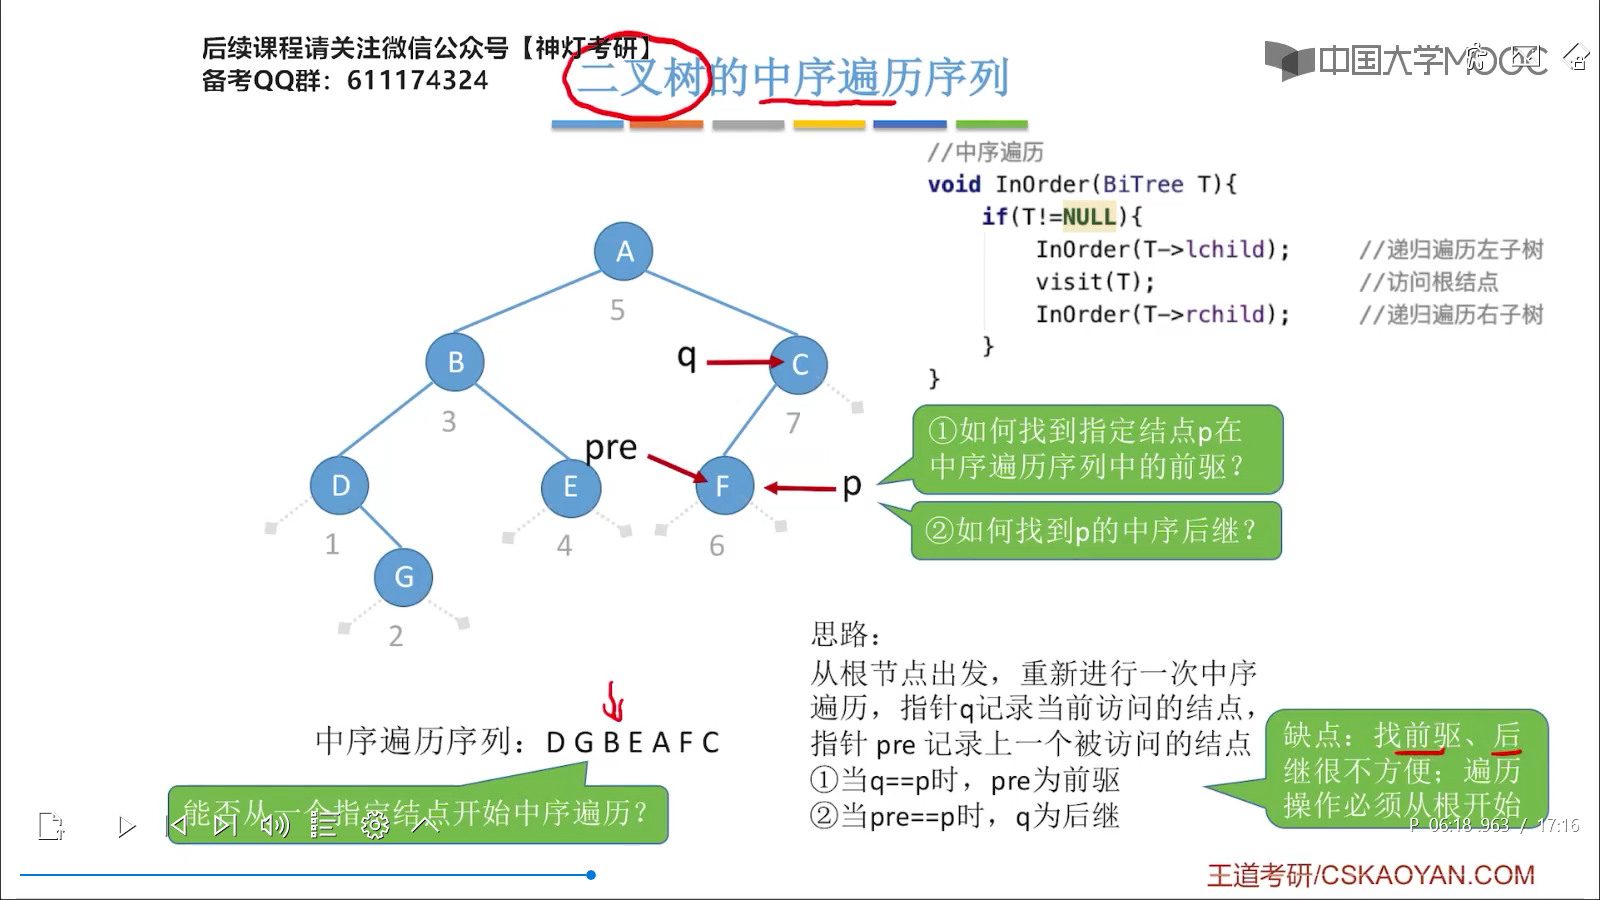 后续课程请关注微信公众号【神灯考研】
备考QQ群：611174324
二叉树的中序遍历序列
中国大学MOOC
//中序遍历
void InOrder(BiTree T){
if(T!=NULL){
InOrder(T->lchild); //递归遍历左子树
visit(T); //访问根结点
InOrder(T->rchild); //递归遍历右子树
}
}
A
5
B
3
q
C
7
pre
D
1
E
4
F
6
p
G
2
①如何找到指定结点p在
中序遍历序列中的前驱？
②如何找到p的中序后继？
中序遍历序列：D G B E A F C
能否从一个指定结点开始中序遍历？
思路：
从根节点出发，重新进行一次中序
遍历，指针q记录当前访问的结点，
指针 pre 记录上一个被访问的结点
①当q==p时，pre为前驱
②当pre==p时，q为后继
缺点：找前驱、后
继很不方便；遍历
操作必须从根开始
P 06:18.963 / 17:16
王道考研/CSKAOYAN.COM